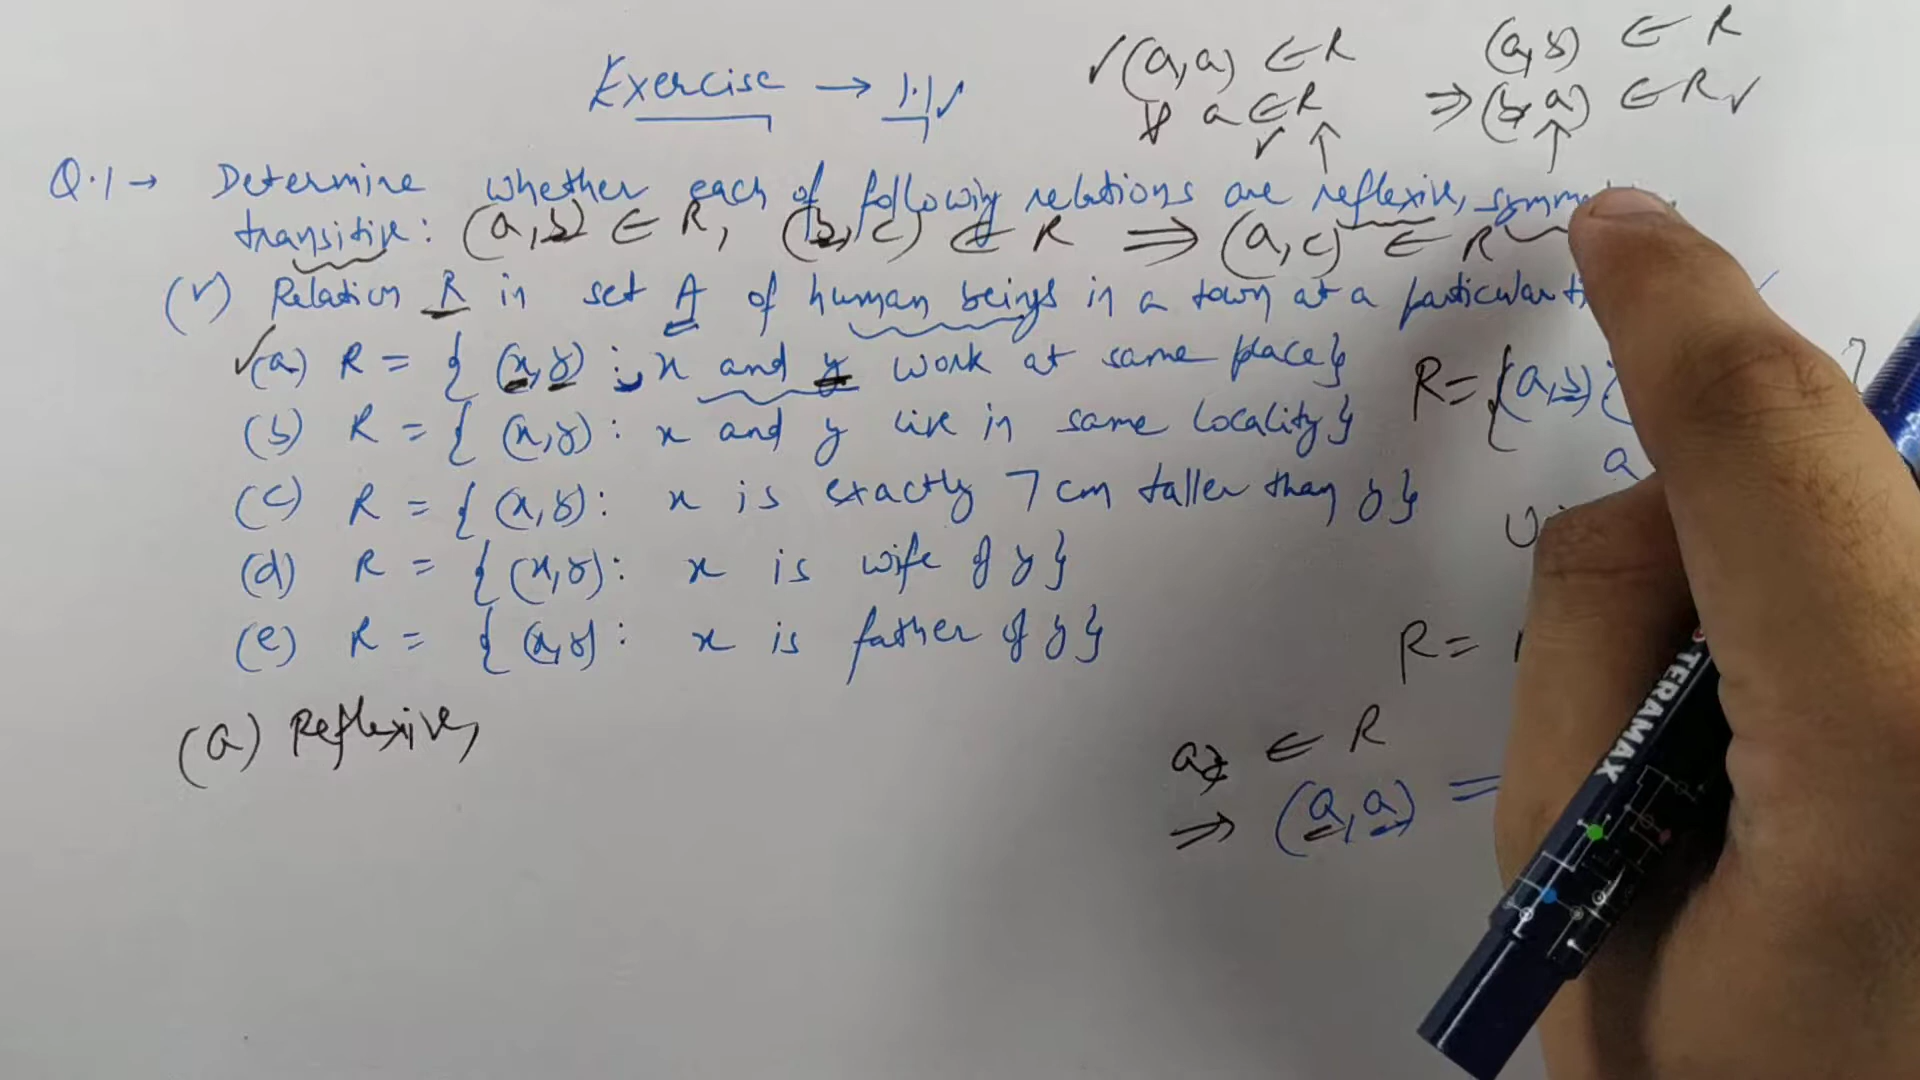 Exercise → 1.1✓
✓(a,a) ∈ R
∀ a ∈ R
(a,b) ∈ R
⇒ (b,a) ∈ R✓
Q.1→ Determine whether each of following relations are reflexive, symm
transitive: (a,b) ∈ R, (b,c) ∈ R ⇒ (a,c) ∈ R
(v) Relation R in set A of human beings in a town at a particular
✓(a) R = { (x,y) : x and y work at same place}
(b) R = { (x,y): x and y live in same locality}
(c) R = { (x,y): x is exactly 7 cm taller than y}
(d) R = { (x,y): x is wife of y}
(e) R = { (x,y): x is father of y}
R = { (a,b)
a
R =
(a) Reflexive,
∈ R
⇒ (a,a) =
TERAMAX